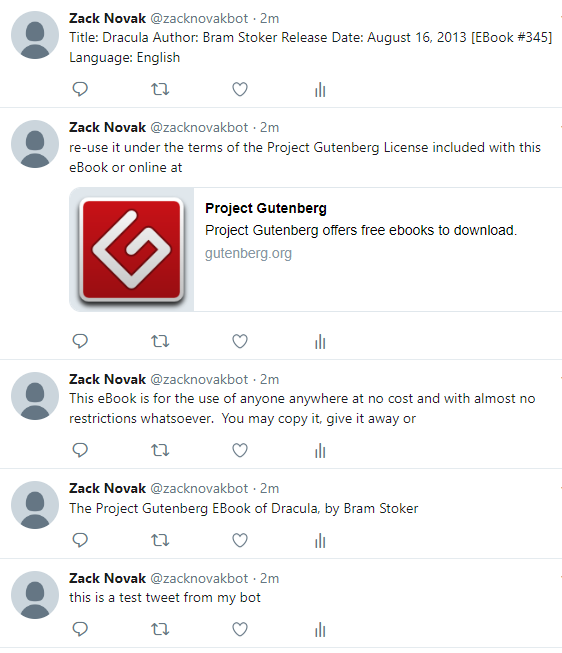 Zack Novak @zacknovakbot · 2m
Title: Dracula Author: Bram Stoker Release Date: August 16, 2013 [EBook #345]
Language: English
Zack Novak @zacknovakbot · 2m
re-use it under the terms of the Project Gutenberg License included with this
eBook or online at
Project Gutenberg
Project Gutenberg offers free ebooks to download.
gutenberg.org
Zack Novak @zacknovakbot · 2m
This eBook is for the use of anyone anywhere at no cost and with almost no
restrictions whatsoever.  You may copy it, give it away or
Zack Novak @zacknovakbot · 2m
The Project Gutenberg EBook of Dracula, by Bram Stoker
Zack Novak @zacknovakbot · 2m
this is a test tweet from my bot